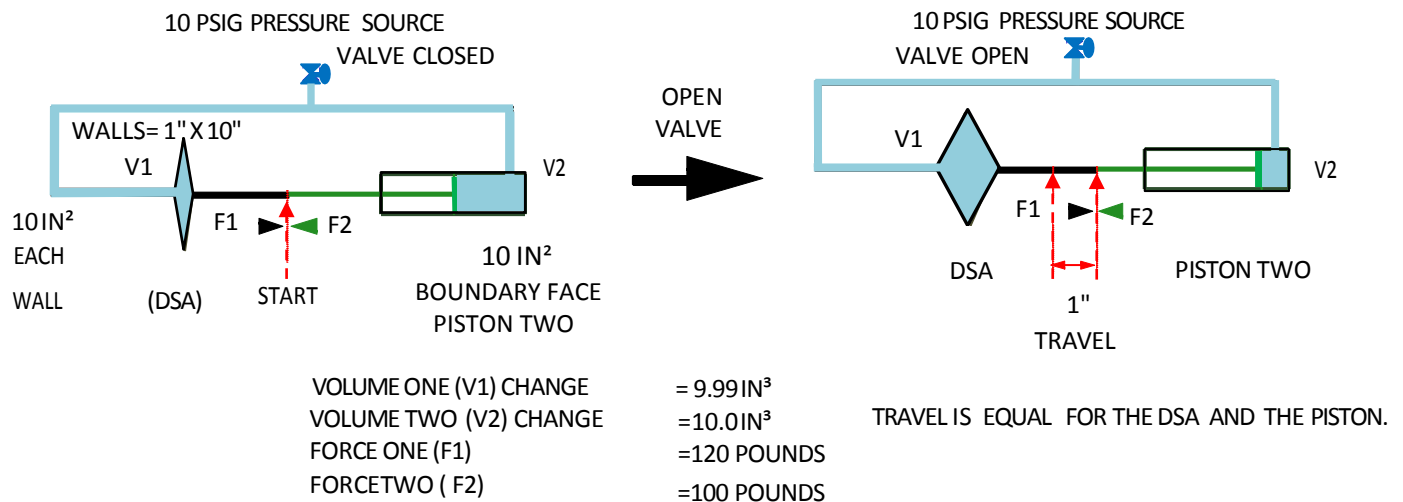 10 PSIG PRESSURE SOURCE
VALVE CLOSED
WALLS= 1" X 10"
V1
V2
10 IN²
EACH
WALL
F1
F2
(DSA)
START
10 IN²
BOUNDARY FACE
PISTON TWO
OPEN
VALVE
10 PSIG PRESSURE SOURCE
VALVE OPEN
V1
V2
F1
F2
DSA
PISTON TWO
1"
TRAVEL
VOLUME ONE (V1) CHANGE = 9.99 IN³
VOLUME TWO (V2) CHANGE =10.0 IN³
FORCE ONE (F1) =120 POUNDS
FORCETWO ( F2) =100 POUNDS
TRAVEL IS EQUAL FOR THE DSA AND THE PISTON.